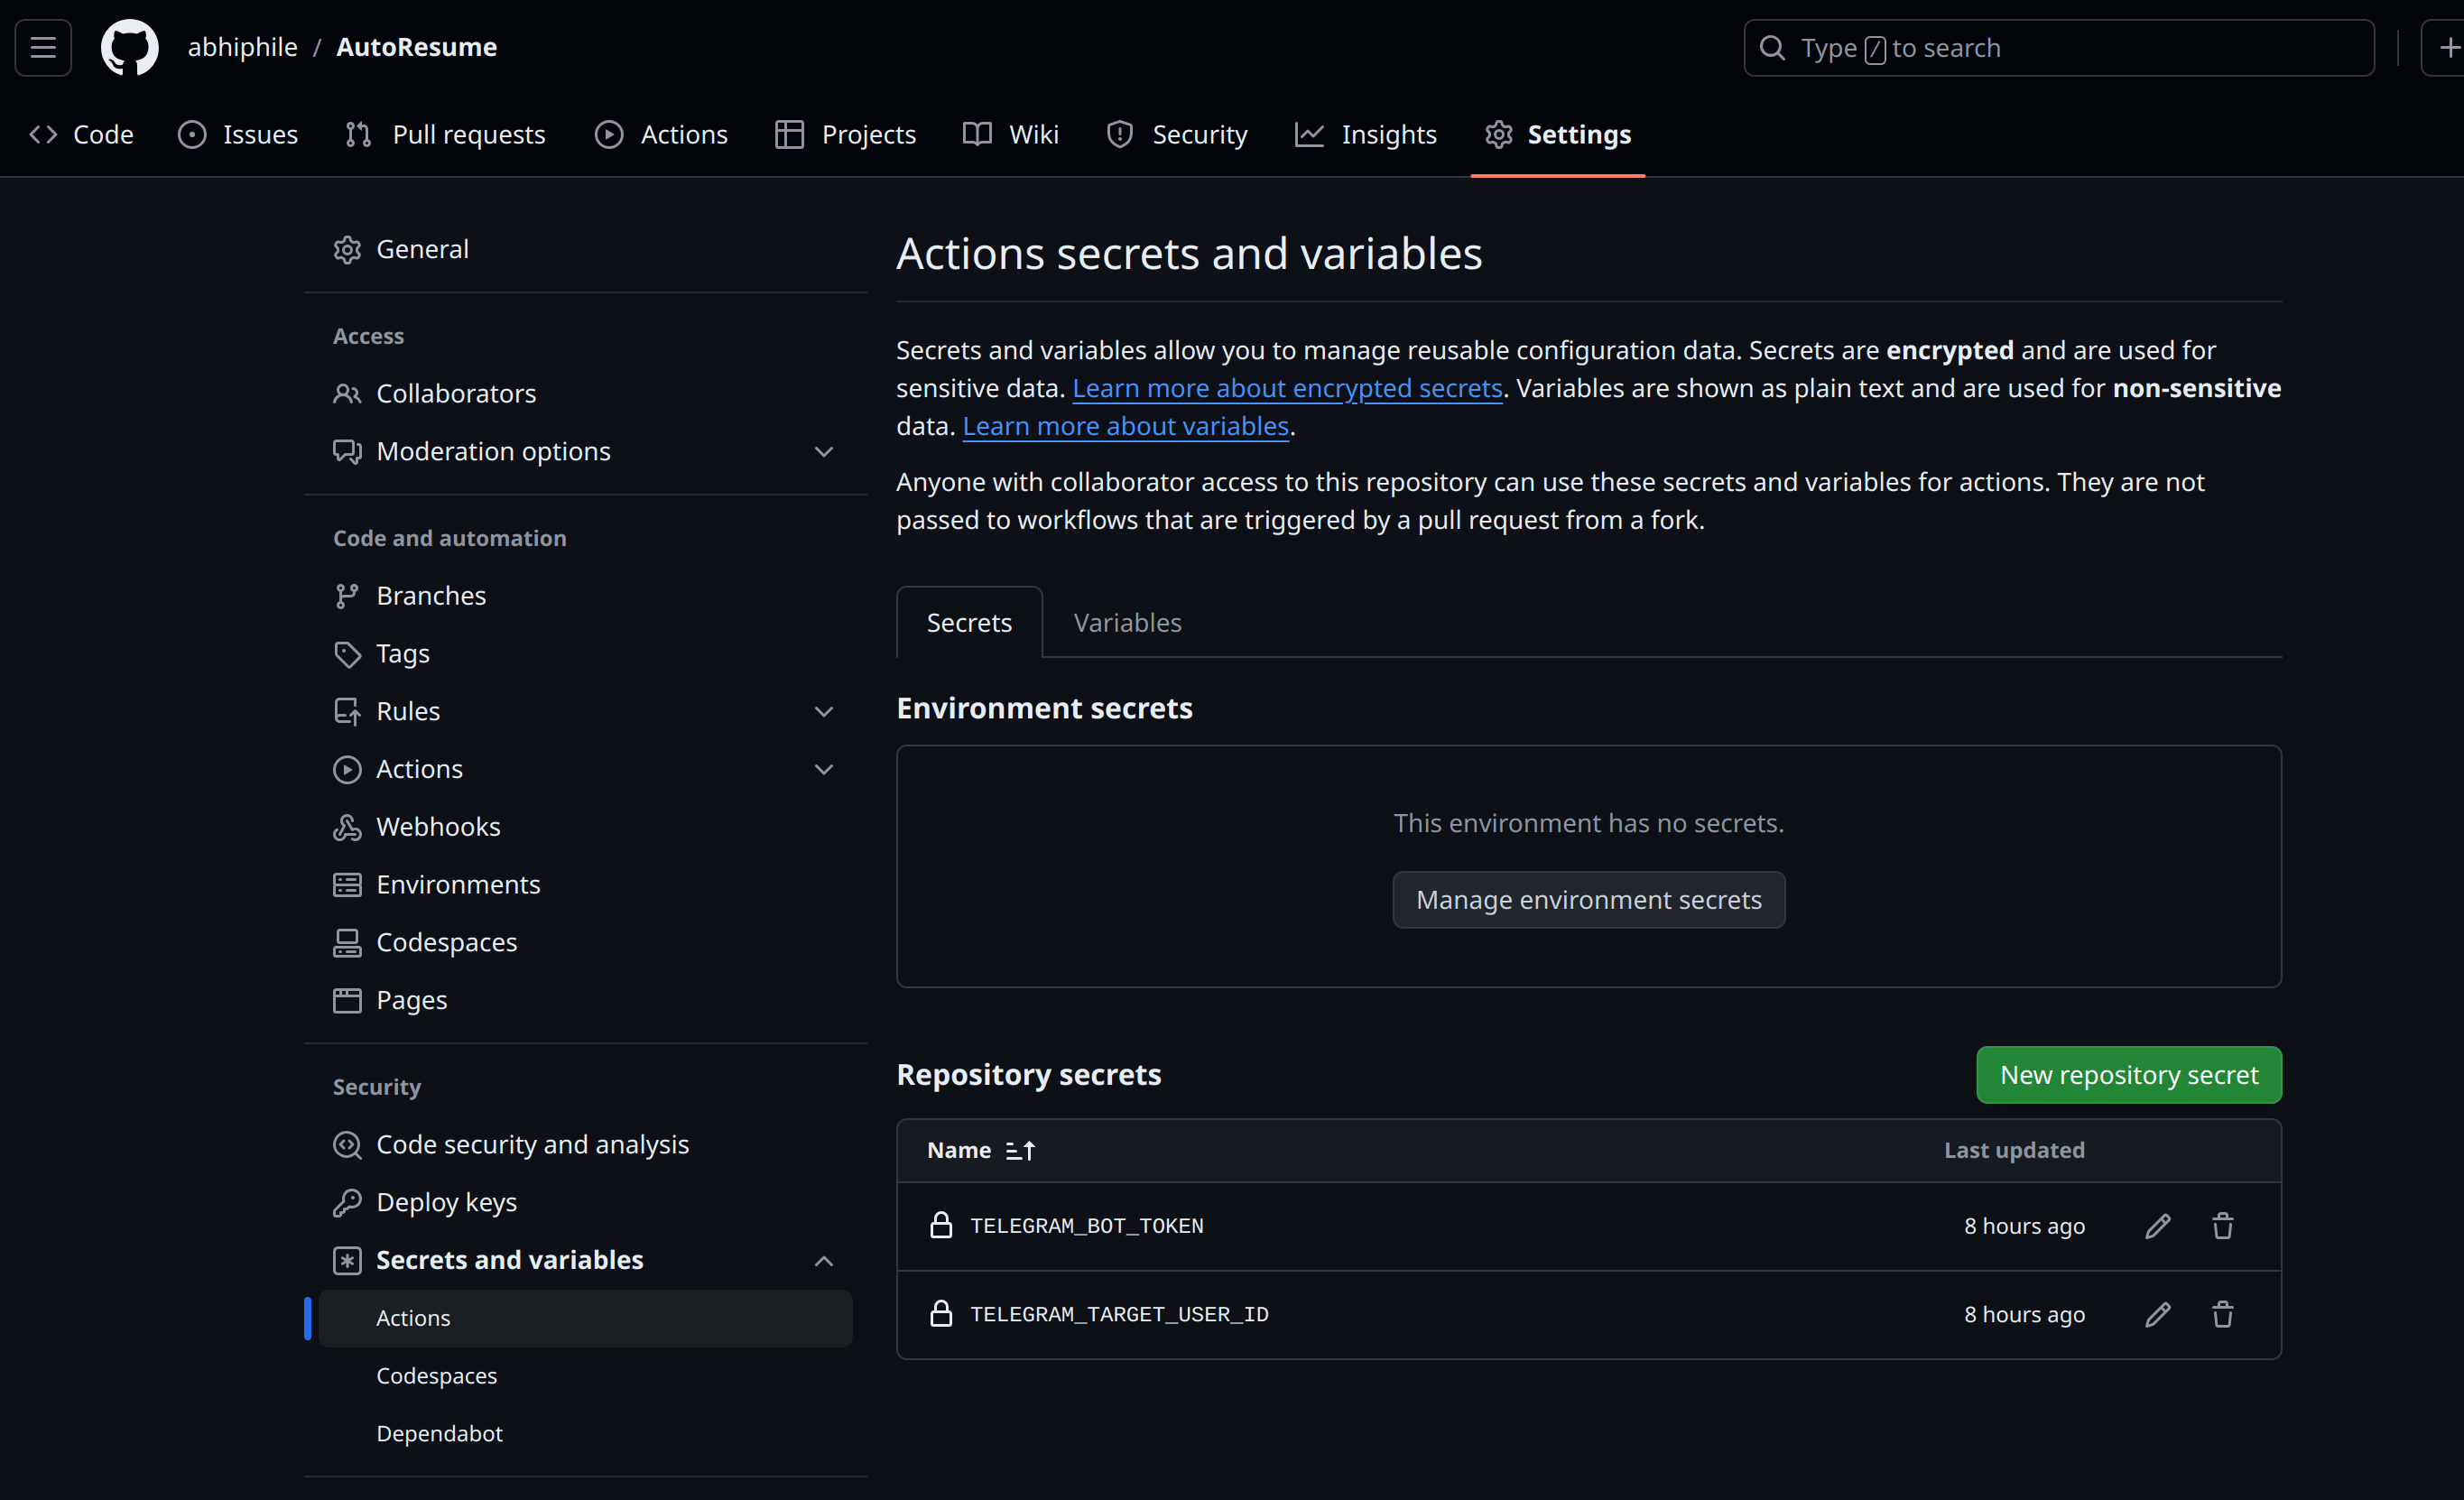 abhiphile / AutoResume
Type / to search
Code Issues Pull requests Actions Projects Wiki Security Insights Settings
General
Access
Collaborators
Moderation options
Code and automation
Branches
Tags
Rules
Actions
Webhooks
Environments
Codespaces
Pages
Security
Code security and analysis
Deploy keys
Secrets and variables
Actions
Codespaces
Dependabot
Actions secrets and variables
Secrets and variables allow you to manage reusable configuration data. Secrets are encrypted and are used for
sensitive data. Learn more about encrypted secrets. Variables are shown as plain text and are used for non-sensitive
data. Learn more about variables.
Anyone with collaborator access to this repository can use these secrets and variables for actions. They are not
passed to workflows that are triggered by a pull request from a fork.
Secrets Variables
Environment secrets
This environment has no secrets.
Manage environment secrets
Repository secrets
New repository secret
Name Last updated
TELEGRAM_BOT_TOKEN 8 hours ago
TELEGRAM_TARGET_USER_ID 8 hours ago